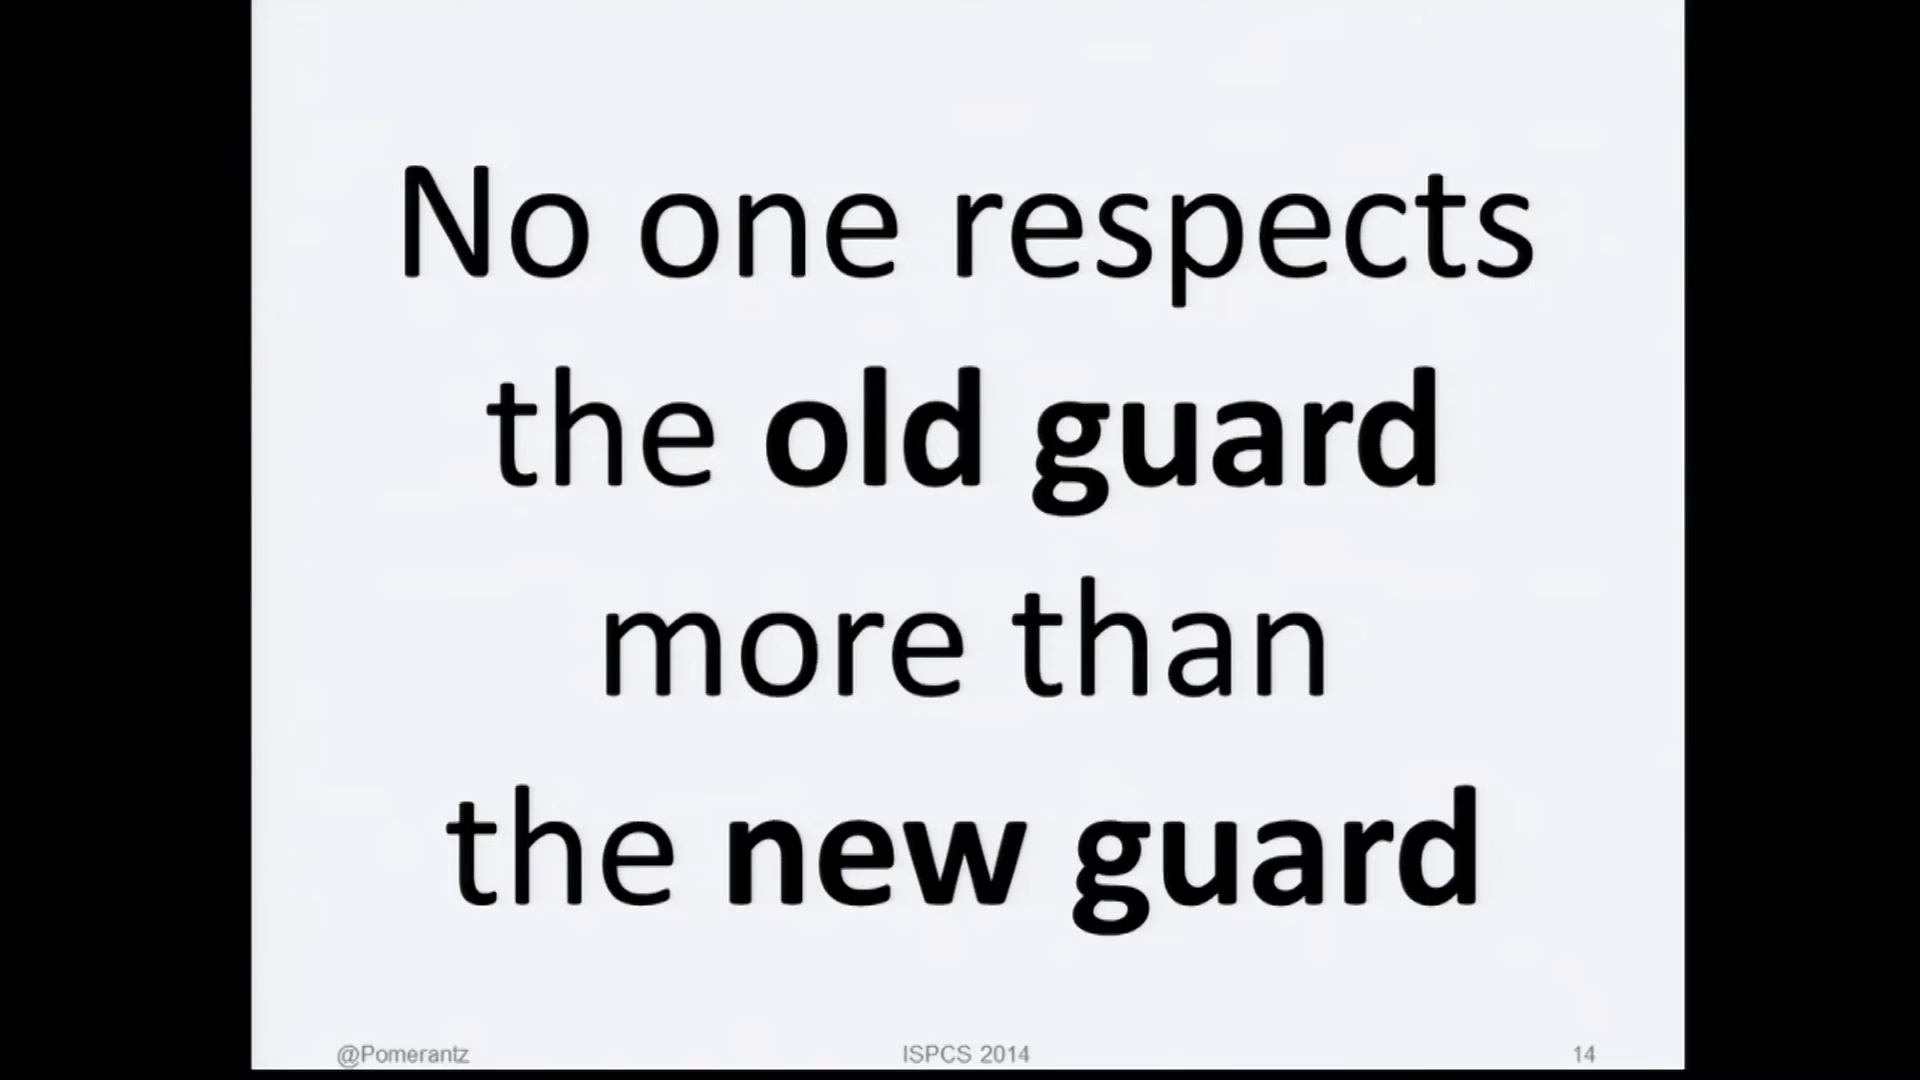 No one respects
the old guard
more than
the new guard
@Pomerantz
ISPCS 2014
14